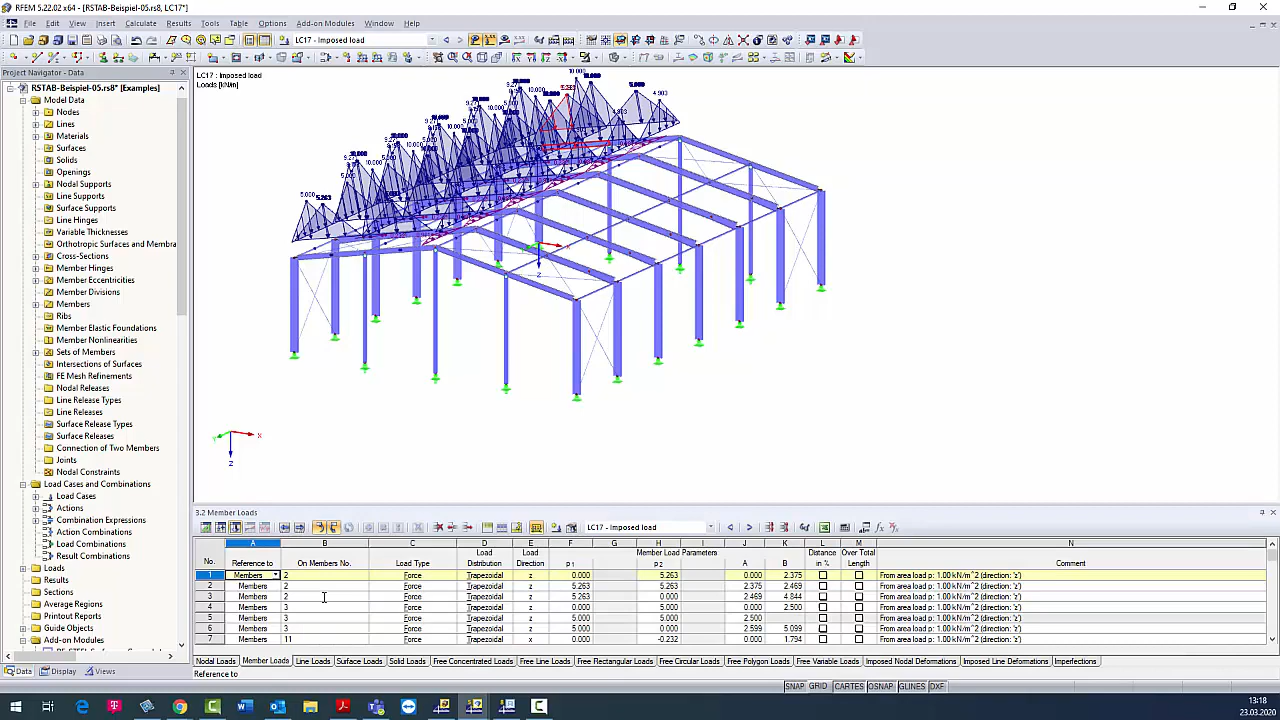 RFEM 5.22.02 x64 - [RSTAB-Beispiel-05.rs8, LC17*]
File Edit View Insert Calculate Results Tools Table Options Add-on Modules Window Help
LC17 - Imposed load
Project Navigator - Data
RSTAB-Beispiel-05.rs8* [Examples]
Model Data
Nodes
Lines
Materials
Surfaces
Solids
Openings
Nodal Supports
Line Supports
Surface Supports
Line Hinges
Variable Thicknesses
Orthotropic Surfaces and Membra
Cross-Sections
Member Hinges
Member Eccentricities
Member Divisions
Members
Ribs
Member Elastic Foundations
Member Nonlinearities
Sets of Members
Intersections of Surfaces
FE Mesh Refinements
Nodal Releases
Line Release Types
Line Releases
Surface Release Types
Surface Releases
Connection of Two Members
Joints
Nodal Constraints
Load Cases and Combinations
Load Cases
Actions
Combination Expressions
Action Combinations
Load Combinations
Result Combinations
Loads
Results
Sections
Average Regions
Printout Reports
Guide Objects
Add-on Modules
Data Display Views
LC17 : Imposed load
Loads [kN/m]
10.000
5.000
4.903
5.000 5.263
X
Z
Y X
Z
3.2 Member Loads
LC17 - Imposed load
A B C D E F G H I J K L M N
No. Reference to On Members No. Load Type Load Distribution Load Direction Member Load Parameters p 1 p 2 A B Distance in % Over Total Length Comment
1 Members 2 Force Trapezoidal z 0.000 5.263 0.000 2.375 From area load p: 1.00 kN/m^2 (direction: 'z')
2 Members 2 Force Trapezoidal z 5.263 5.263 2.375 2.469 From area load p: 1.00 kN/m^2 (direction: 'z')
3 Members 2 Force Trapezoidal z 5.263 0.000 2.469 4.844 From area load p: 1.00 kN/m^2 (direction: 'z')
4 Members 3 Force Trapezoidal z 0.000 5.000 0.000 2.500 From area load p: 1.00 kN/m^2 (direction: 'z')
5 Members 3 Force Trapezoidal z 5.000 5.000 2.500 From area load p: 1.00 kN/m^2 (direction: 'z')
6 Members 3 Force Trapezoidal z 5.000 0.000 2.599 5.099 From area load p: 1.00 kN/m^2 (direction: 'z')
7 Members 11 Force Trapezoidal x 0.000 -0.232 0.000 1.794 From area load p: 1.00 kN/m^2 (direction: 'z')
Nodal Loads Member Loads Line Loads Surface Loads Solid Loads Free Concentrated Loads Free Line Loads Free Rectangular Loads Free Circular Loads Free Polygon Loads Free Variable Loads Imposed Nodal Deformations Imposed Line Deformations Imperfections
Reference to
SNAP GRID CARTES OSNAP GLINES DXF
13:18
23.03.2020